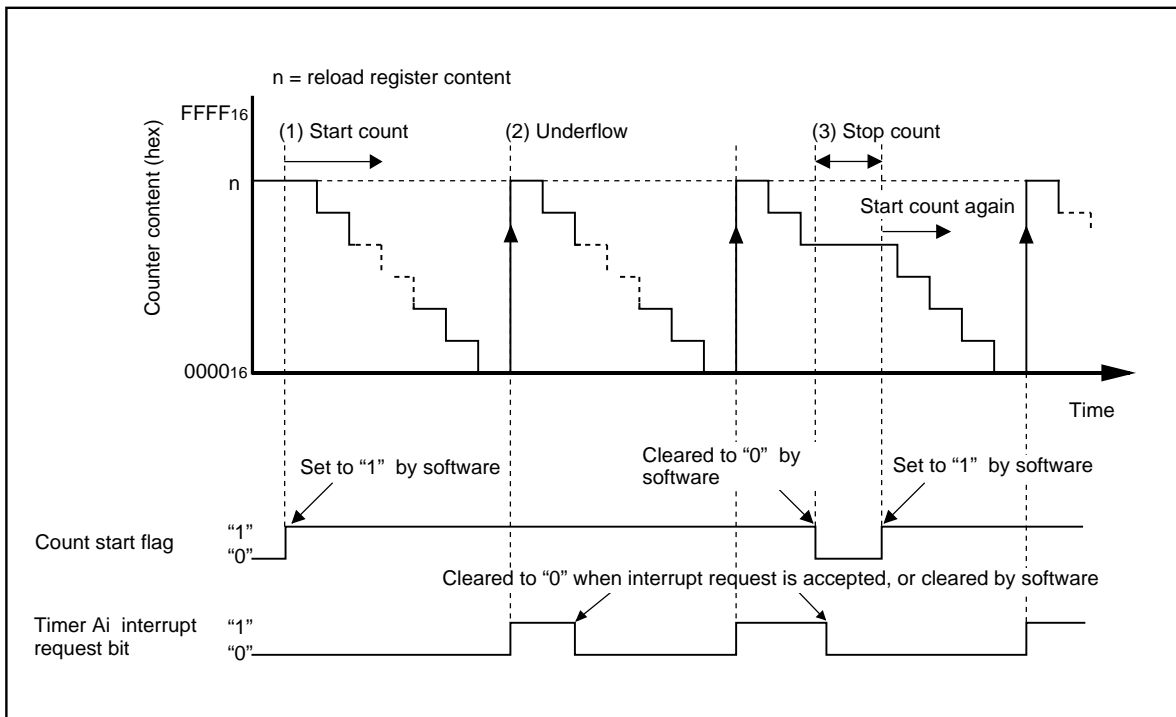 n = reload register content
FFFF16
(1) Start count
(2) Underflow
(3) Stop count
n
Start count again
Counter content (hex)
000016
Time
Set to “1” by software
Cleared to “0” by
software
Set to “1” by software
Count start flag
“1”
“0”
Cleared to “0” when interrupt request is accepted, or cleared by software
Timer Ai interrupt
request bit
“1”
“0”